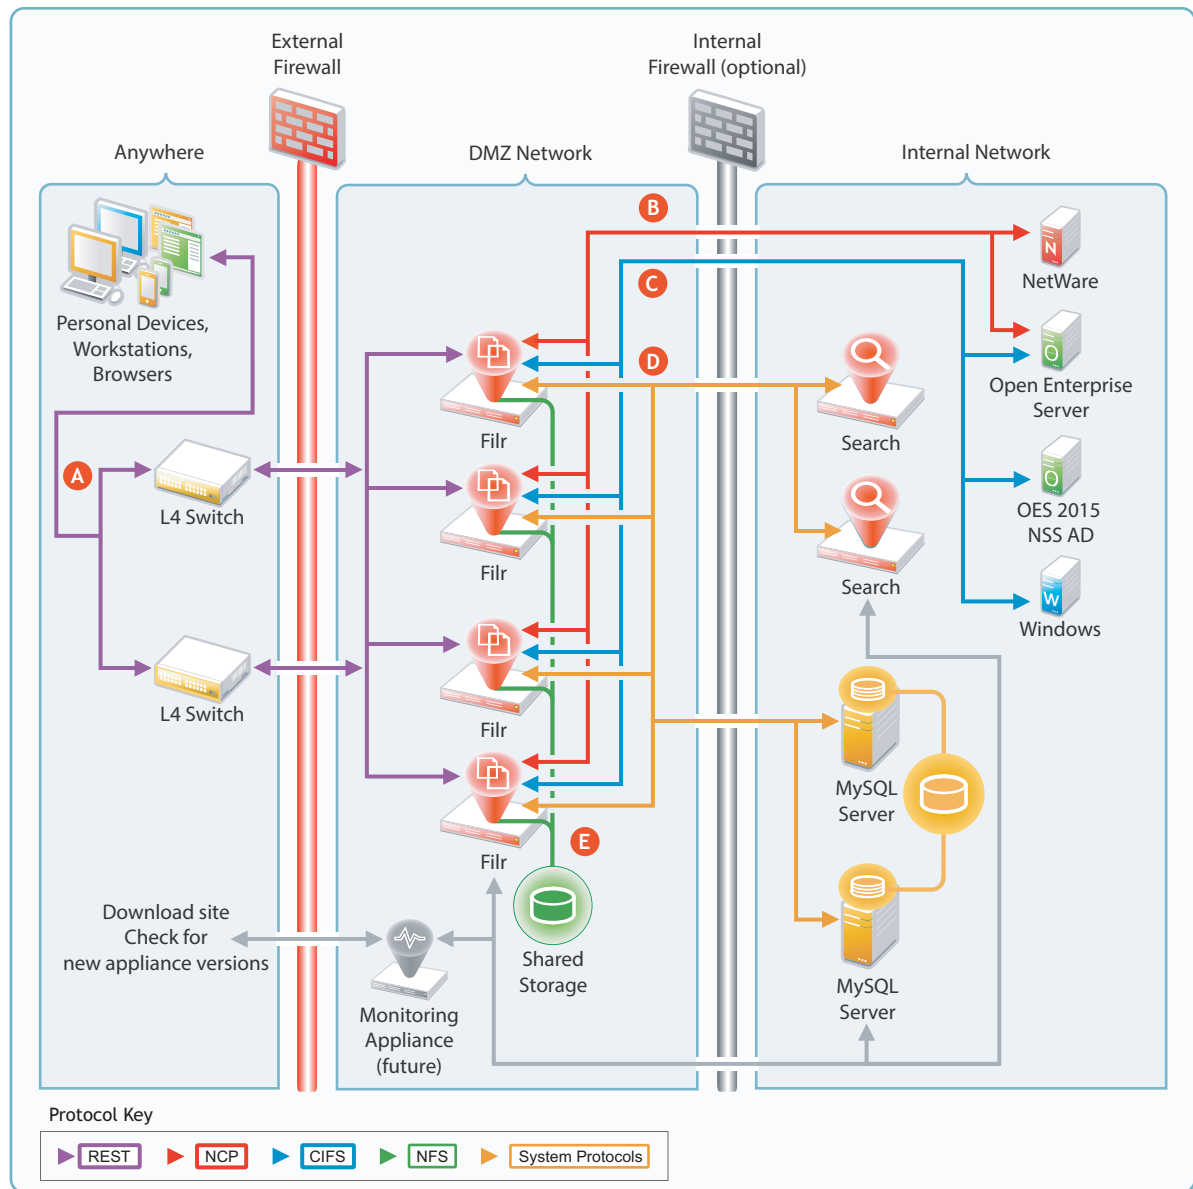 External
Firewall
Internal
Firewall (optional)
Anywhere
DMZ Network
Internal Network
B
N
NetWare
C
Personal Devices,
Workstations,
Browsers
D
O
Open Enterprise
Server
Filr
Search
A
L4 Switch
O
OES 2015
NSS AD
Filr
Search
W
Windows
L4 Switch
Filr
MySQL
Server
E
Filr
Download site
Check for
new appliance versions
Shared
Storage
MySQL
Server
Monitoring
Appliance
(future)
Protocol Key
REST
NCP
CIFS
NFS
System Protocols